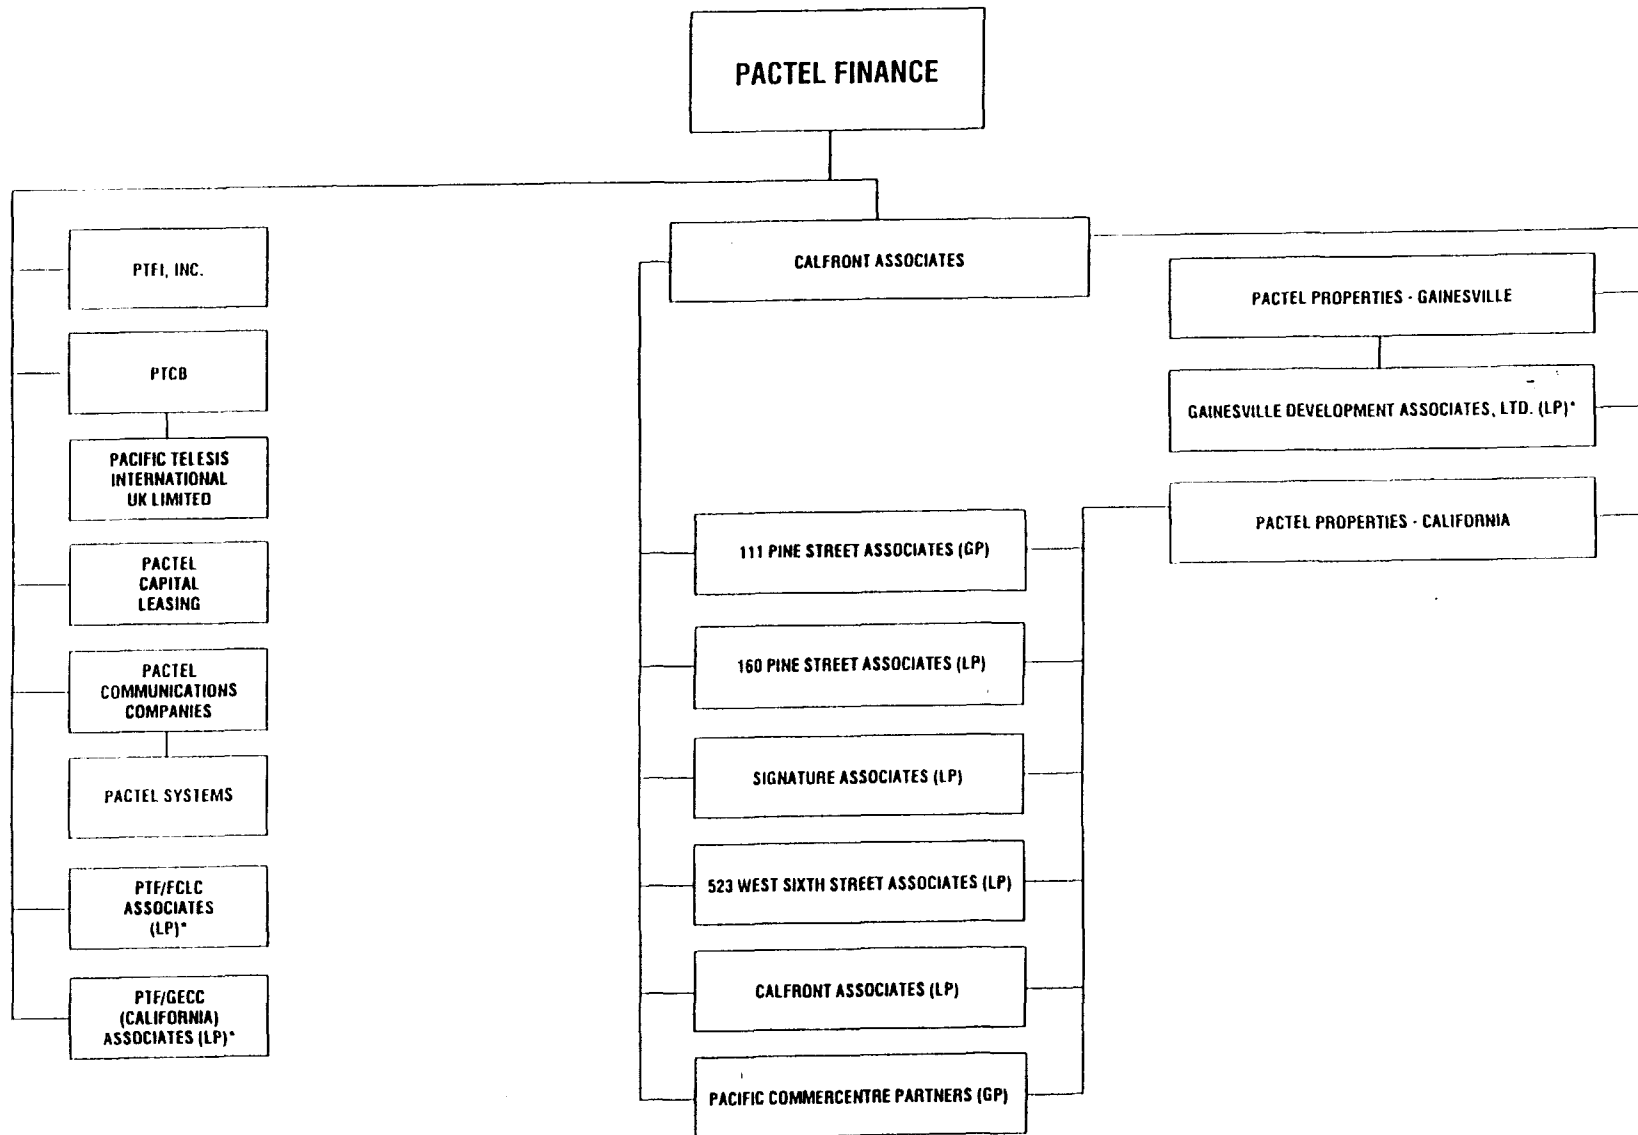 PACTEL FINANCE
PTFI, INC.
PTCB
PACIFIC TELESIS
INTERNATIONAL
UK LIMITED
PACTEL
CAPITAL
LEASING
PACTEL
COMMUNICATIONS
COMPANIES
PACTEL SYSTEMS
PTF/FCLC
ASSOCIATES
(LP)*
PTF/GECC
(CALIFORNIA)
ASSOCIATES (LP)*
CALFRONT ASSOCIATES
111 PINE STREET ASSOCIATES (GP)
160 PINE STREET ASSOCIATES (LP)
SIGNATURE ASSOCIATES (LP)
523 WEST SIXTH STREET ASSOCIATES (LP)
CALFRONT ASSOCIATES (LP)
PACIFIC COMMERCENTRE PARTNERS (GP)
PACTEL PROPERTIES - GAINESVILLE
GAINESVILLE DEVELOPMENT ASSOCIATES, LTD. (LP)*
PACTEL PROPERTIES - CALIFORNIA